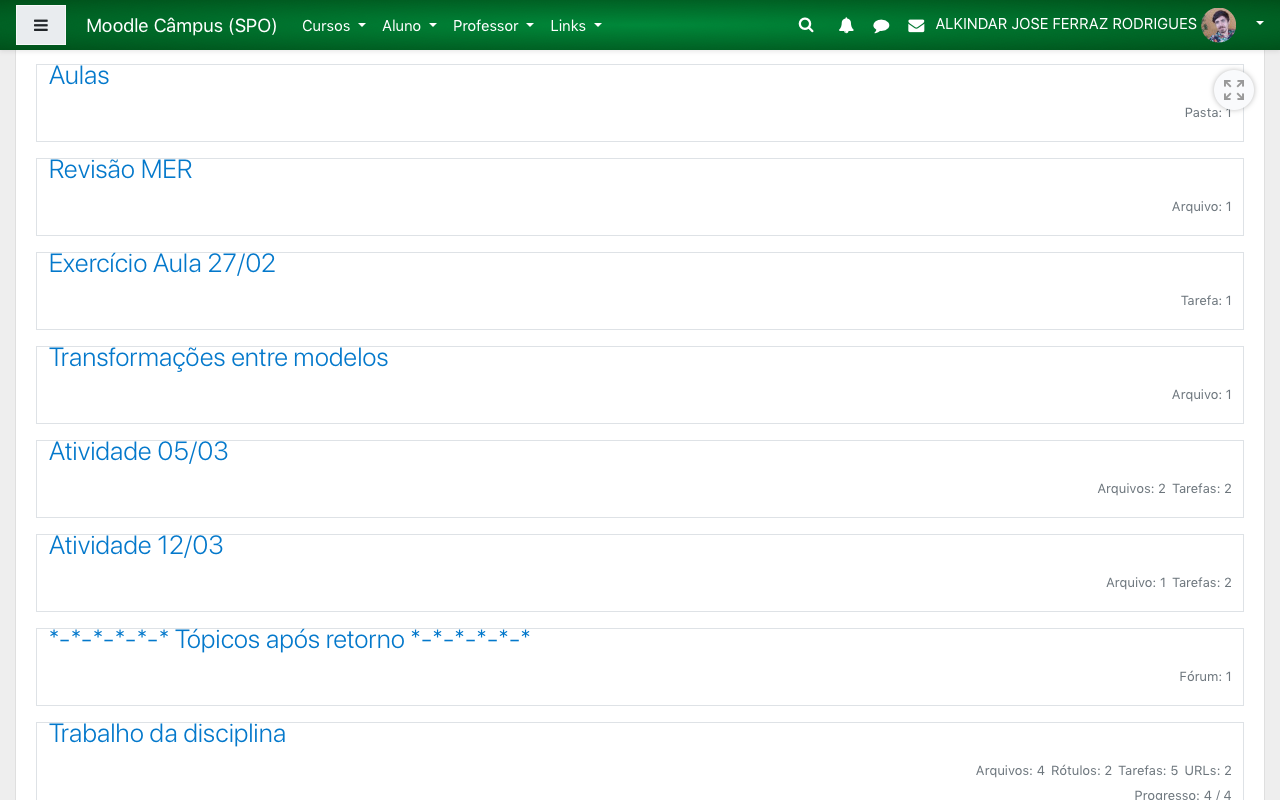 Moodle Câmpus (SPO) Cursos Aluno Professor Links ALKINDAR JOSE FERRAZ RODRIGUES
Aulas
Pasta: 1
Revisão MER
Arquivo: 1
Exercício Aula 27/02
Tarefa: 1
Transformações entre modelos
Arquivo: 1
Atividade 05/03
Arquivos: 2 Tarefas: 2
Atividade 12/03
Arquivo: 1 Tarefas: 2
*-*-*-*-*-* Tópicos após retorno *-*-*-*-*-*
Fórum: 1
Trabalho da disciplina
Arquivos: 4 Rótulos: 2 Tarefas: 5 URLs: 2
Progresso: 4 / 4